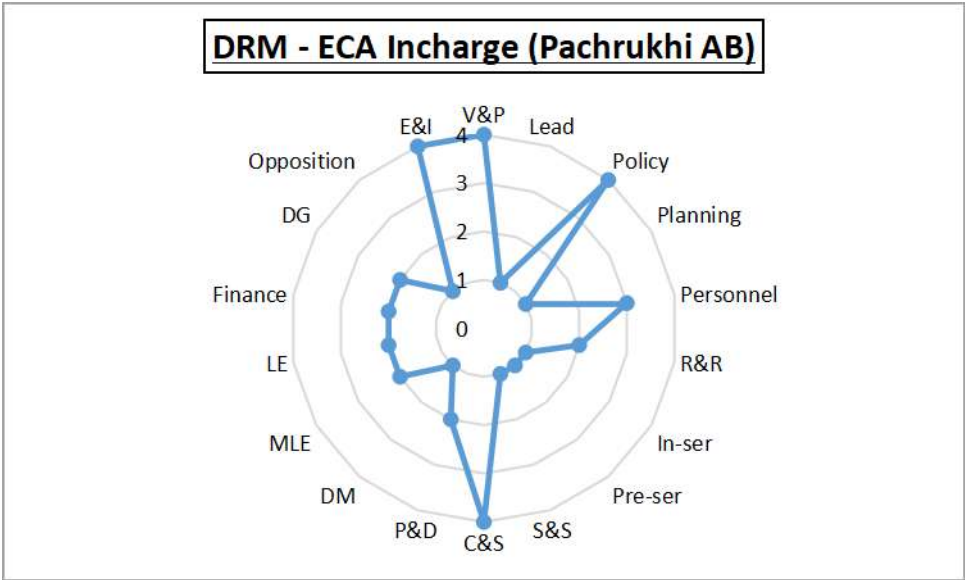 DRM - ECA Incharge (Pachrukhi AB)
V&P
Lead
Policy
Planning
Personnel
R&R
In-ser
Pre-ser
S&S
C&S
P&D
DM
MLE
LE
Finance
DG
Opposition
E&I
4
3
2
1
0